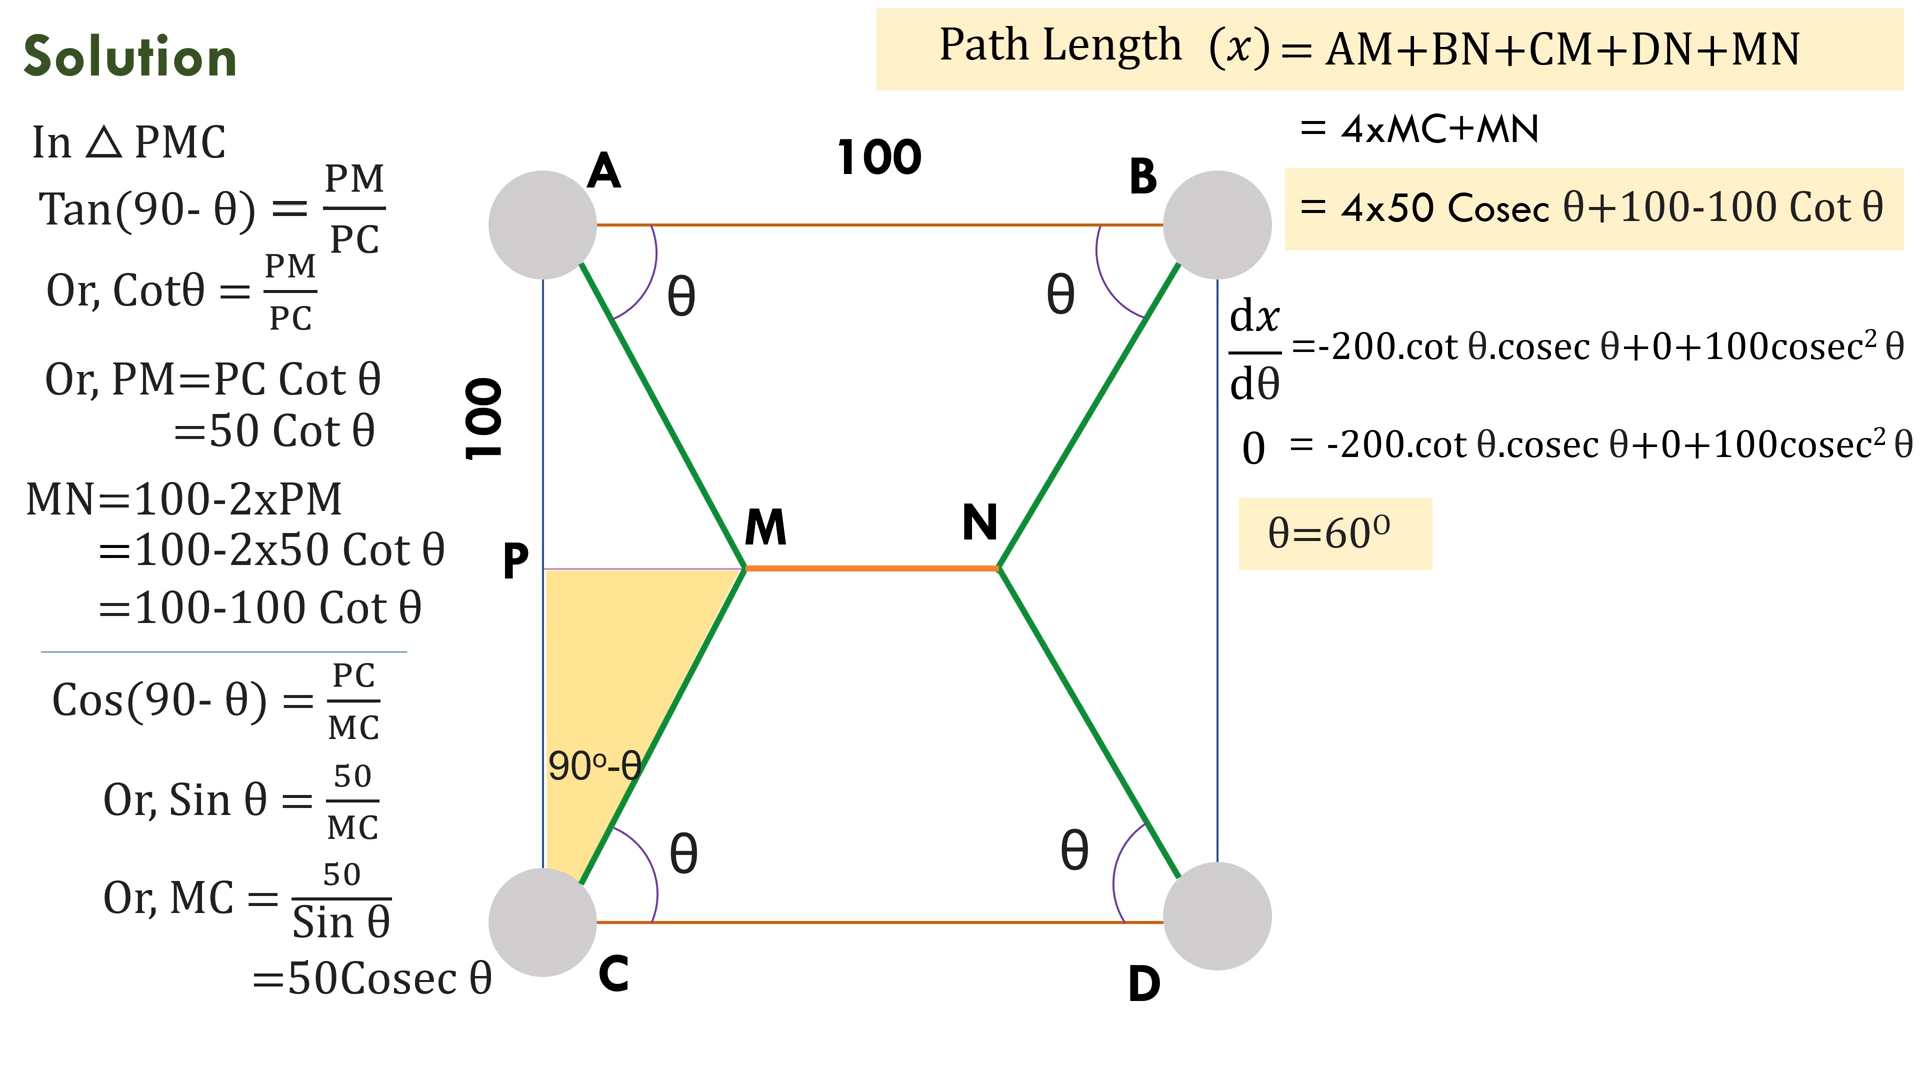 Solution
Path Length (x) = AM+BN+CM+DN+MN
= 4xMC+MN
= 4x50 Cosec θ+100-100 Cot θ
dx/dθ =-200.cot θ.cosec θ+0+100cosec² θ
0 = -200.cot θ.cosec θ+0+100cosec² θ
θ=60⁰
In △ PMC
Tan(90- θ) = PM/PC
Or, Cotθ = PM/PC
Or, PM=PC Cot θ
=50 Cot θ
MN=100-2xPM
=100-2x50 Cot θ
=100-100 Cot θ
Cos(90- θ) = PC/MC
Or, Sin θ = 50/MC
Or, MC = 50/Sin θ
=50Cosec θ
A
100
B
θ
θ
100
M
N
P
90⁰-θ
θ
θ
C
D